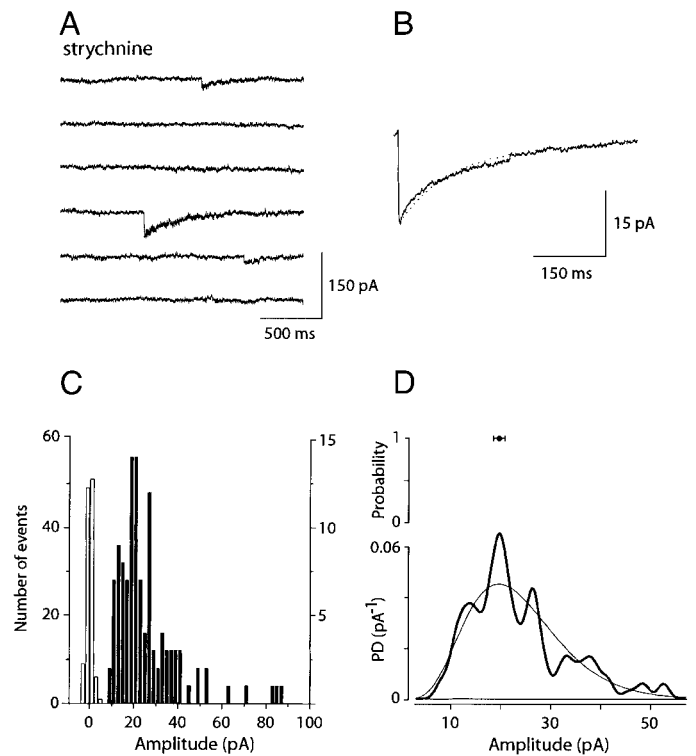 A
B
strychnine
150 pA
500 ms
15 pA
150 ms
C
D
60
40
20
0
Number of events
15
10
5
0
0 20 40 60 80 100
Amplitude (pA)
1
0
Probability
0.06
0
PD (pA⁻¹)
10 30 50
Amplitude (pA)